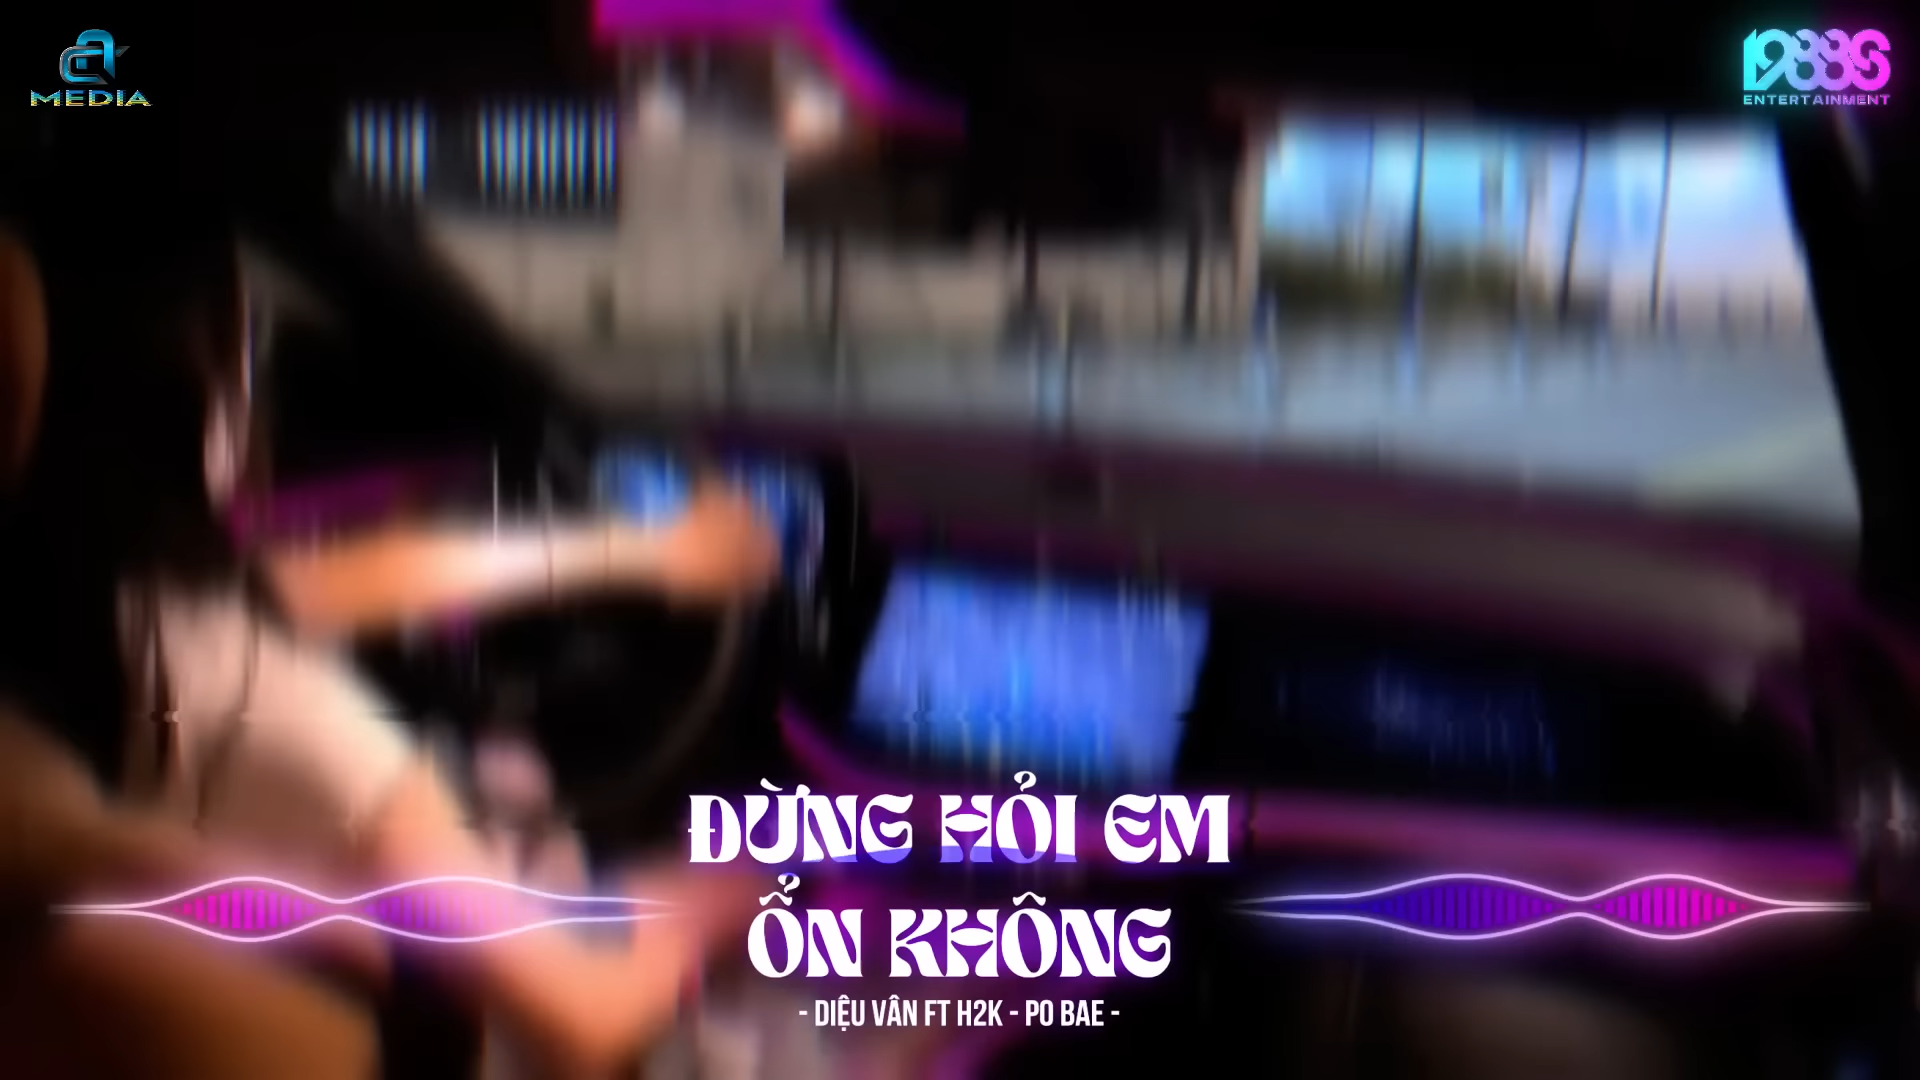 MEDIA
1988S
ENTERTAINMENT
ĐỪNG HỎI EM
ỔN KHÔNG
- DIỆU VÂN FT H2K - PO BAE -